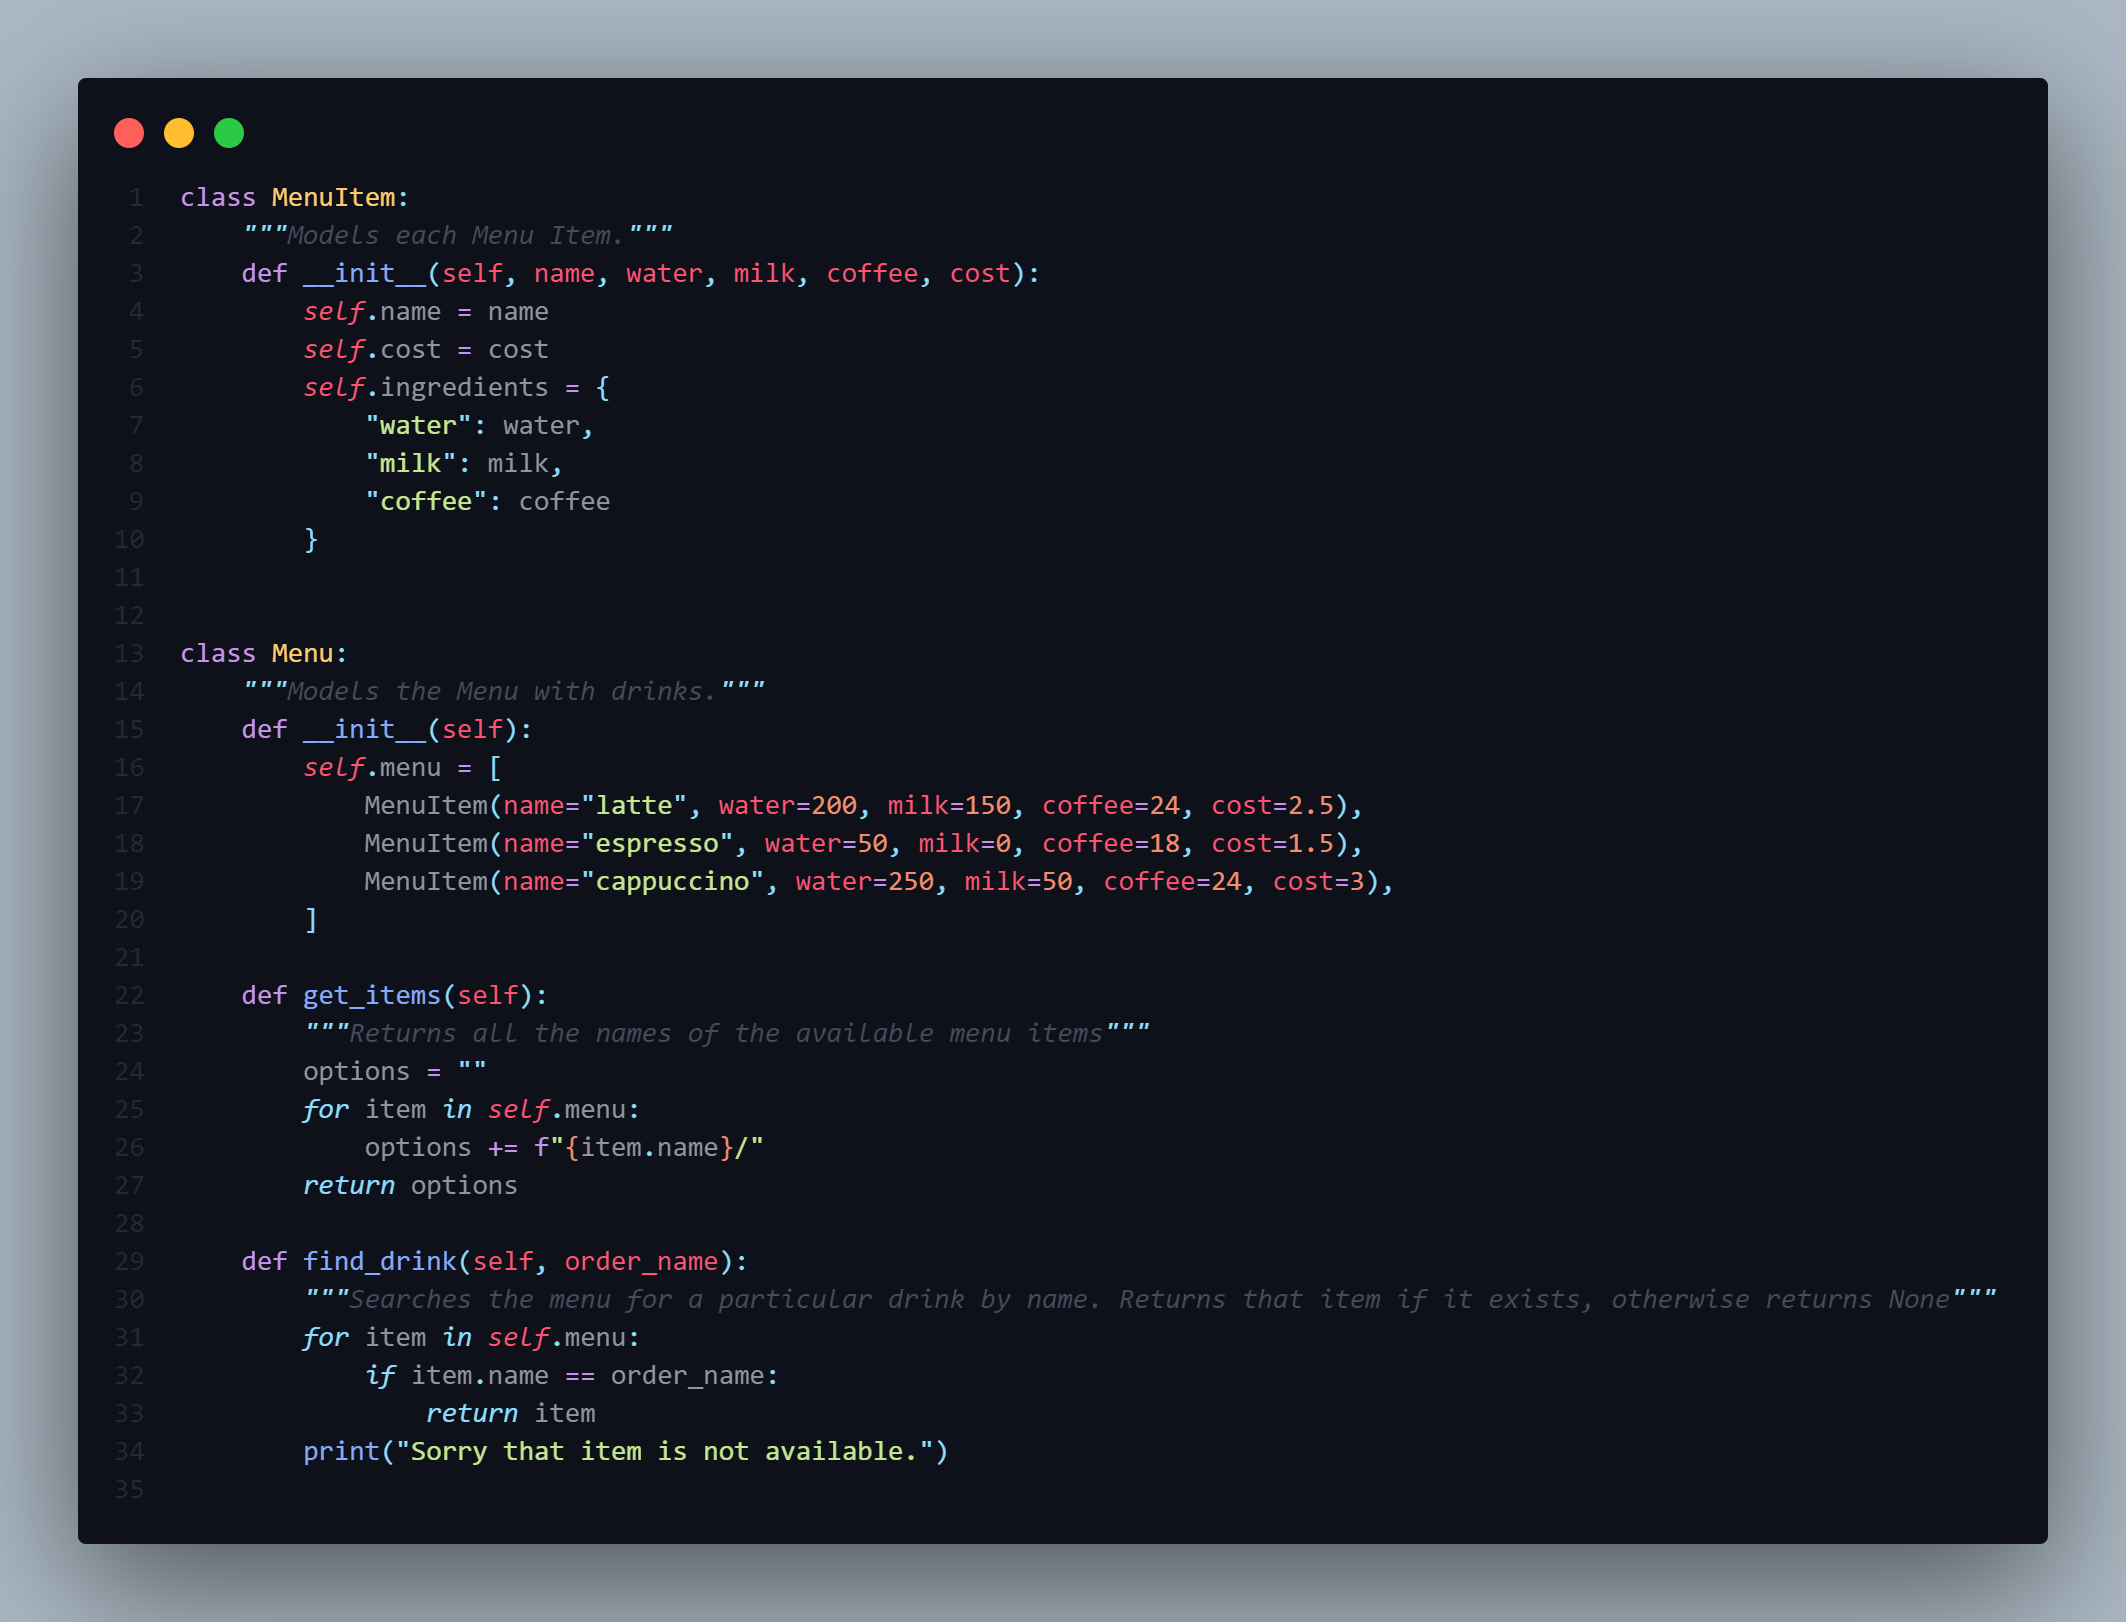 1 class MenuItem:
2     """Models each Menu Item."""
3     def __init__(self, name, water, milk, coffee, cost):
4         self.name = name
5         self.cost = cost
6         self.ingredients = {
7             "water": water,
8             "milk": milk,
9             "coffee": coffee
10         }
11
12
13 class Menu:
14     """Models the Menu with drinks."""
15     def __init__(self):
16         self.menu = [
17             MenuItem(name="latte", water=200, milk=150, coffee=24, cost=2.5),
18             MenuItem(name="espresso", water=50, milk=0, coffee=18, cost=1.5),
19             MenuItem(name="cappuccino", water=250, milk=50, coffee=24, cost=3),
20         ]
21
22     def get_items(self):
23         """Returns all the names of the available menu items"""
24         options = ""
25         for item in self.menu:
26             options += f"{item.name}/"
27         return options
28
29     def find_drink(self, order_name):
30         """Searches the menu for a particular drink by name. Returns that item if it exists, otherwise returns None"""
31         for item in self.menu:
32             if item.name == order_name:
33                 return item
34         print("Sorry that item is not available.")
35